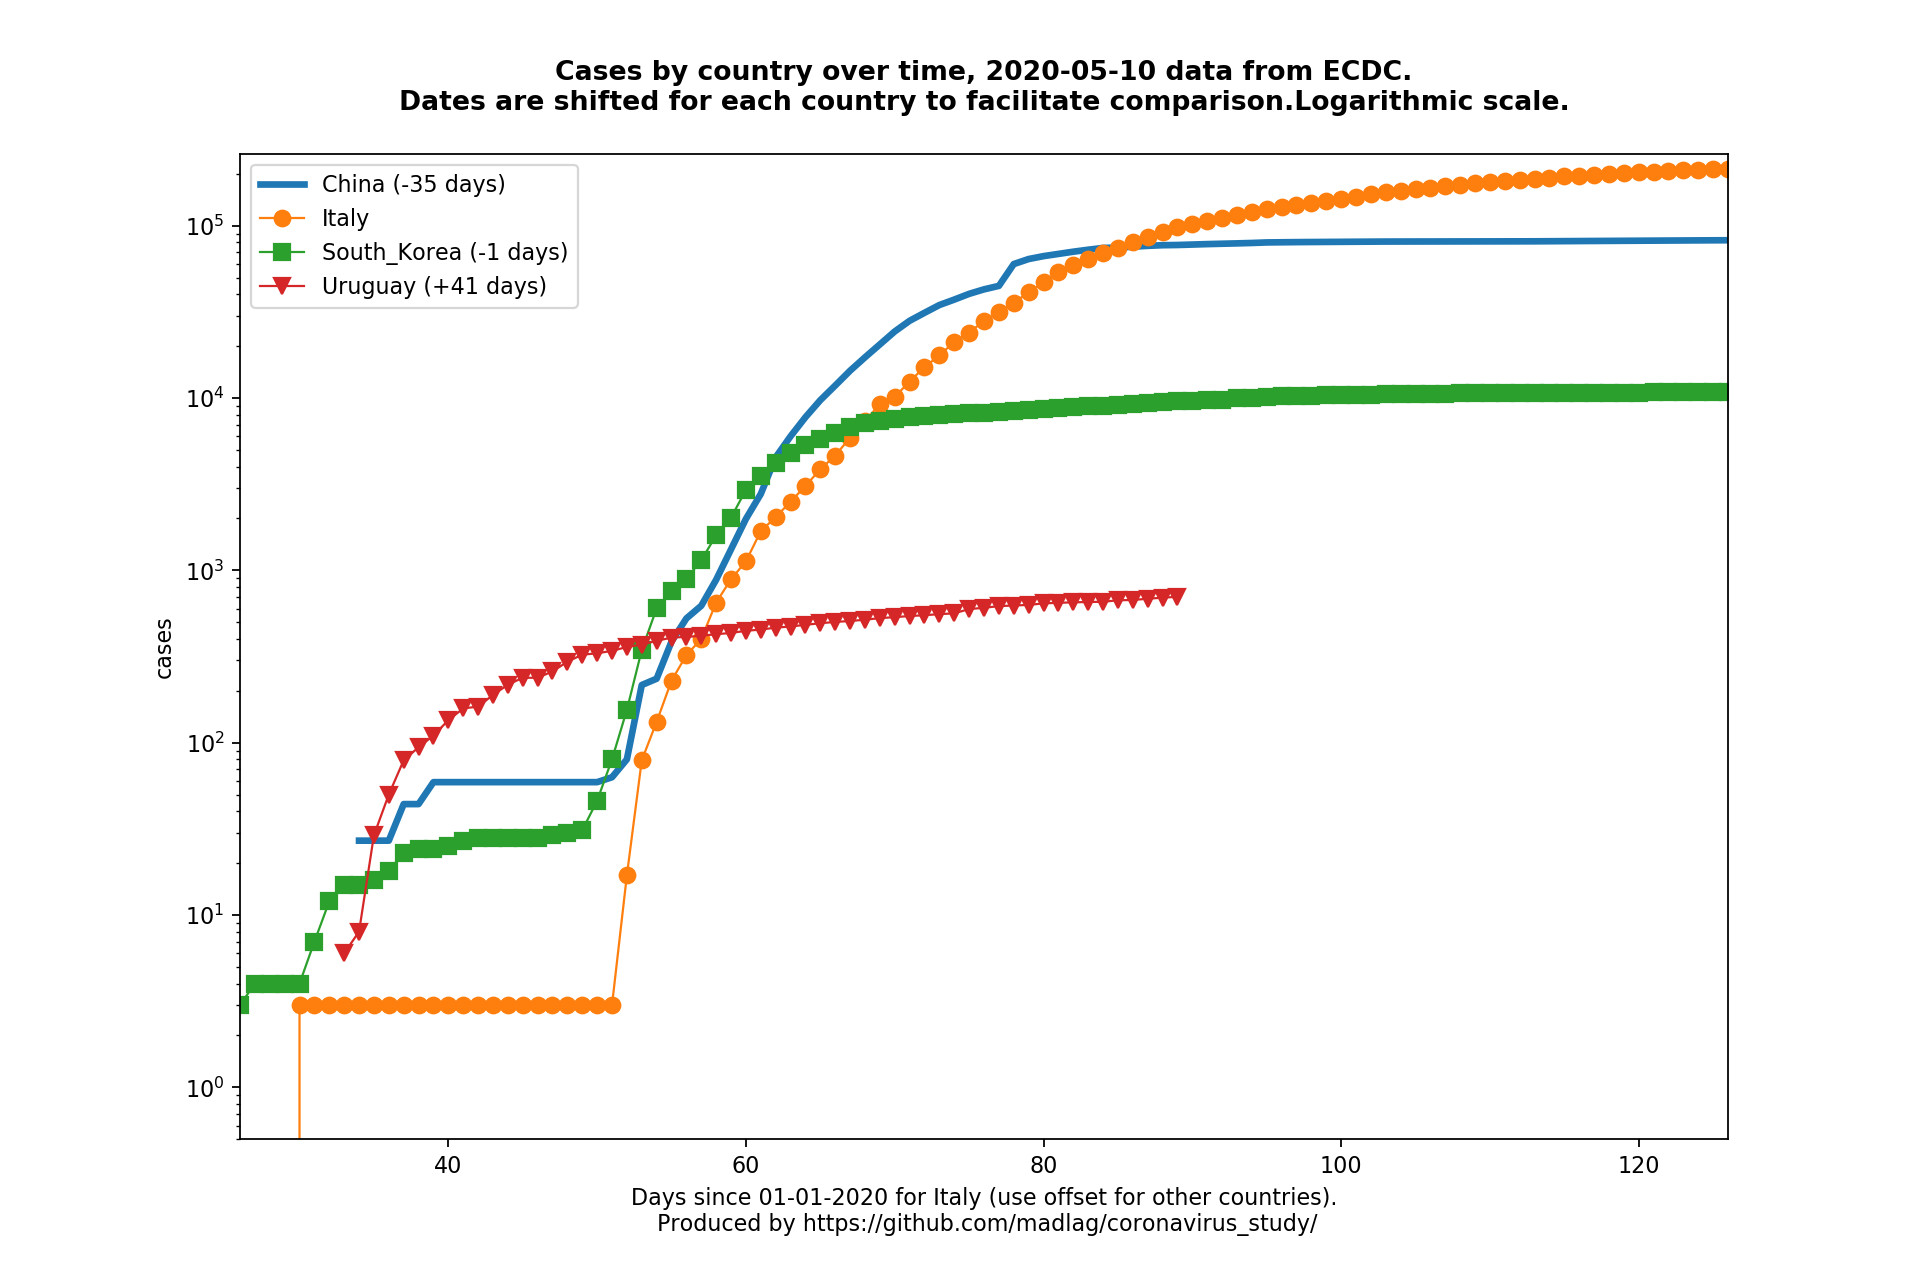 Cases by country over time, 2020-05-10 data from ECDC.
Dates are shifted for each country to facilitate comparison.Logarithmic scale.
China (-35 days)
Italy
South_Korea (-1 days)
Uruguay (+41 days)
10^5
10^4
10^3
10^2
10^1
10^0
cases
40 60 80 100 120
Days since 01-01-2020 for Italy (use offset for other countries).
Produced by https://github.com/madlag/coronavirus_study/